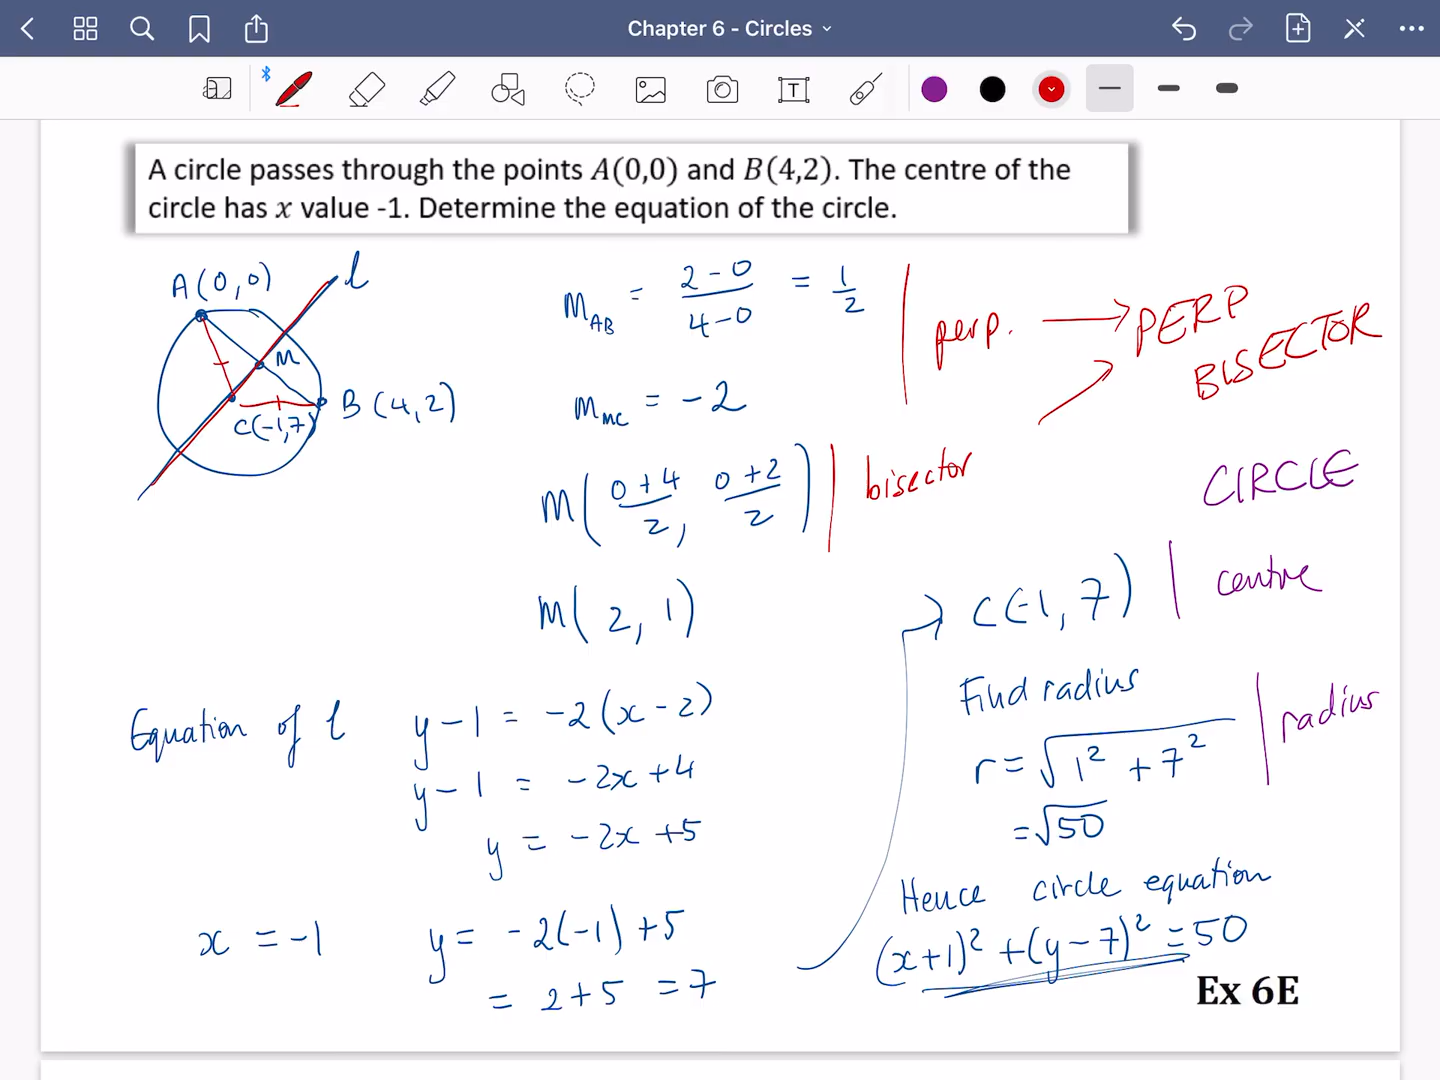 Chapter 6 - Circles
A circle passes through the points A(0,0) and B(4,2). The centre of the
circle has x value -1. Determine the equation of the circle.
A(0,0)
l
M
B(4,2)
C(-1,7)
m_AB = (2-0)/(4-0) = 1/2
perp.
PERP
BISECTOR
m_MC = -2
M((0+4)/2, (0+2)/2)
bisector
CIRCLE
M(2,1)
C(-1,7)
centre
Find radius
radius
Equation of l y-1 = -2(x-2)
y-1 = -2x+4
y = -2x+5
r = √(1²+7²)
= √50
x = -1 y = -2(-1)+5
= 2+5 = 7
Hence circle equation
(x+1)²+(y-7)² = 50
Ex 6E